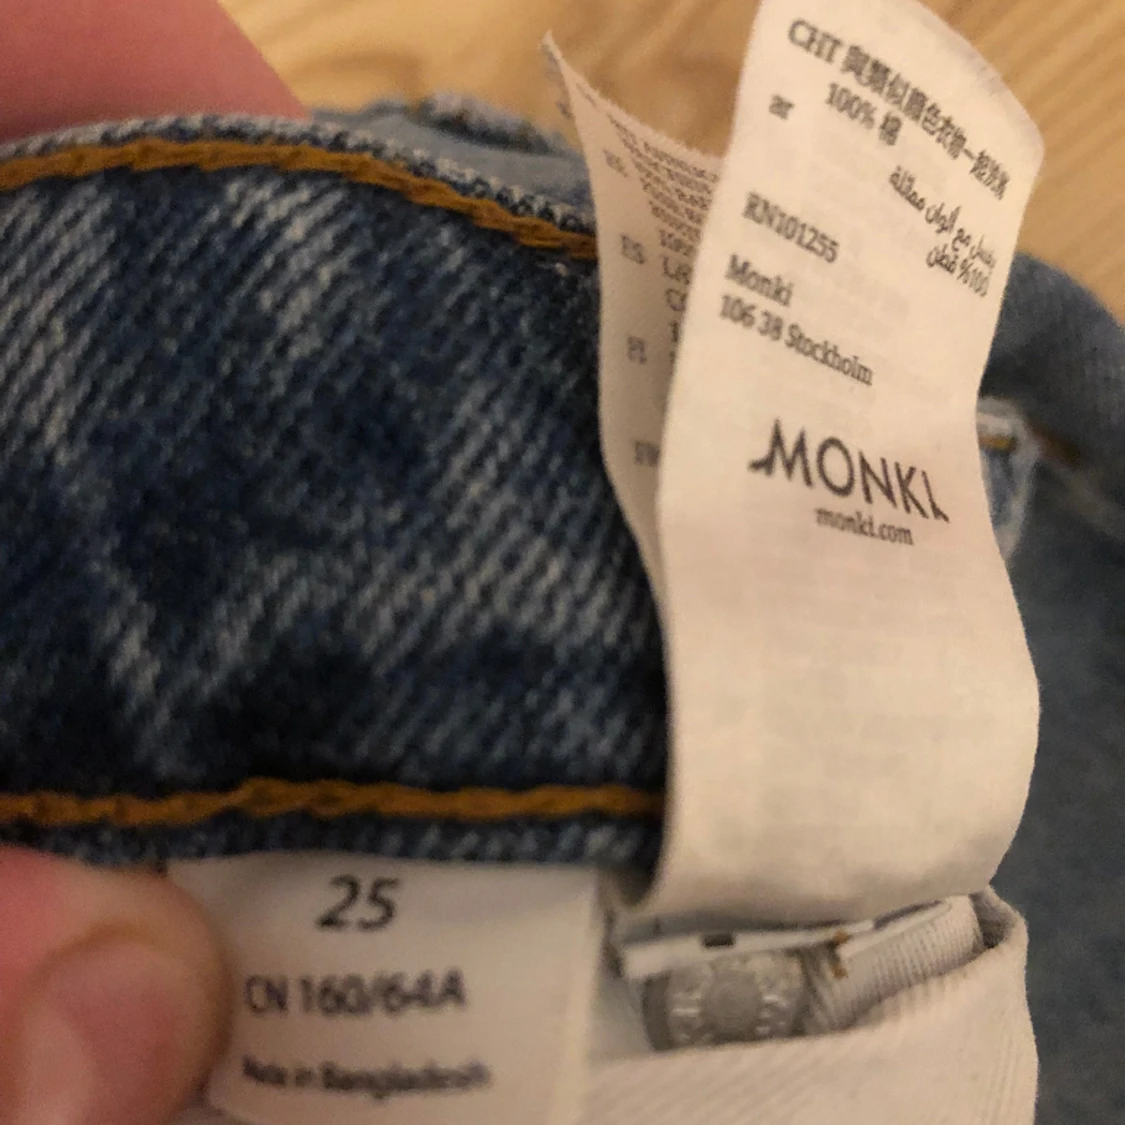 CHT 與類似顏色衣物一起洗滌
100% 棉
ar
يغسل مع ألوان مماثلة
100% قطن
RN101255
Monki
106 38 Stockholm
MONKI
monki.com
ES
25
CN 160/64A
Made in Bangladesh